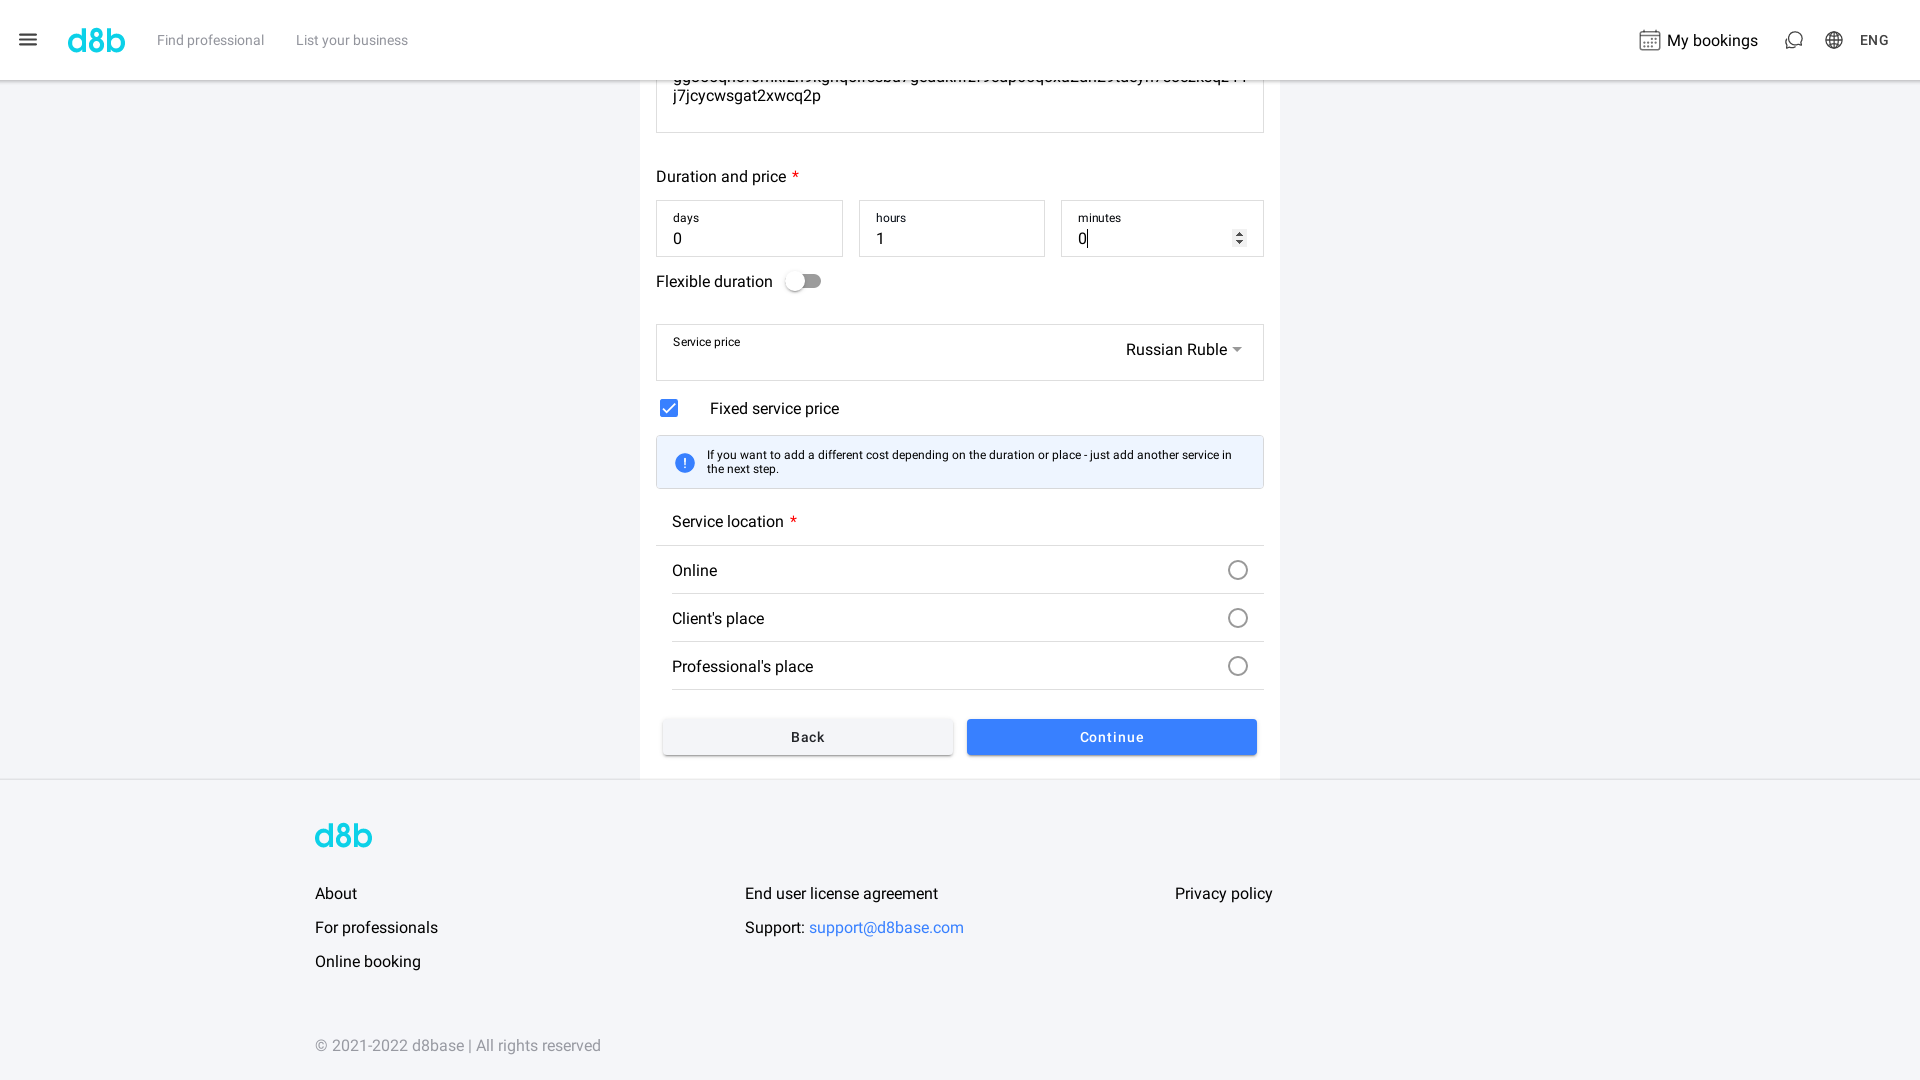 d8b
Find professional
List your business
My bookings
ENG
j7jcycwsgat2xwcq2p
Duration and price *
days
0
hours
1
minutes
0
Flexible duration
Service price
Russian Ruble
Fixed service price
If you want to add a different cost depending on the duration or place - just add another service in
the next step.
Service location *
Online
Client's place
Professional's place
Back
Continue
d8b
About
For professionals
Online booking
End user license agreement
Support: support@d8base.com
Privacy policy
© 2021-2022 d8base | All rights reserved